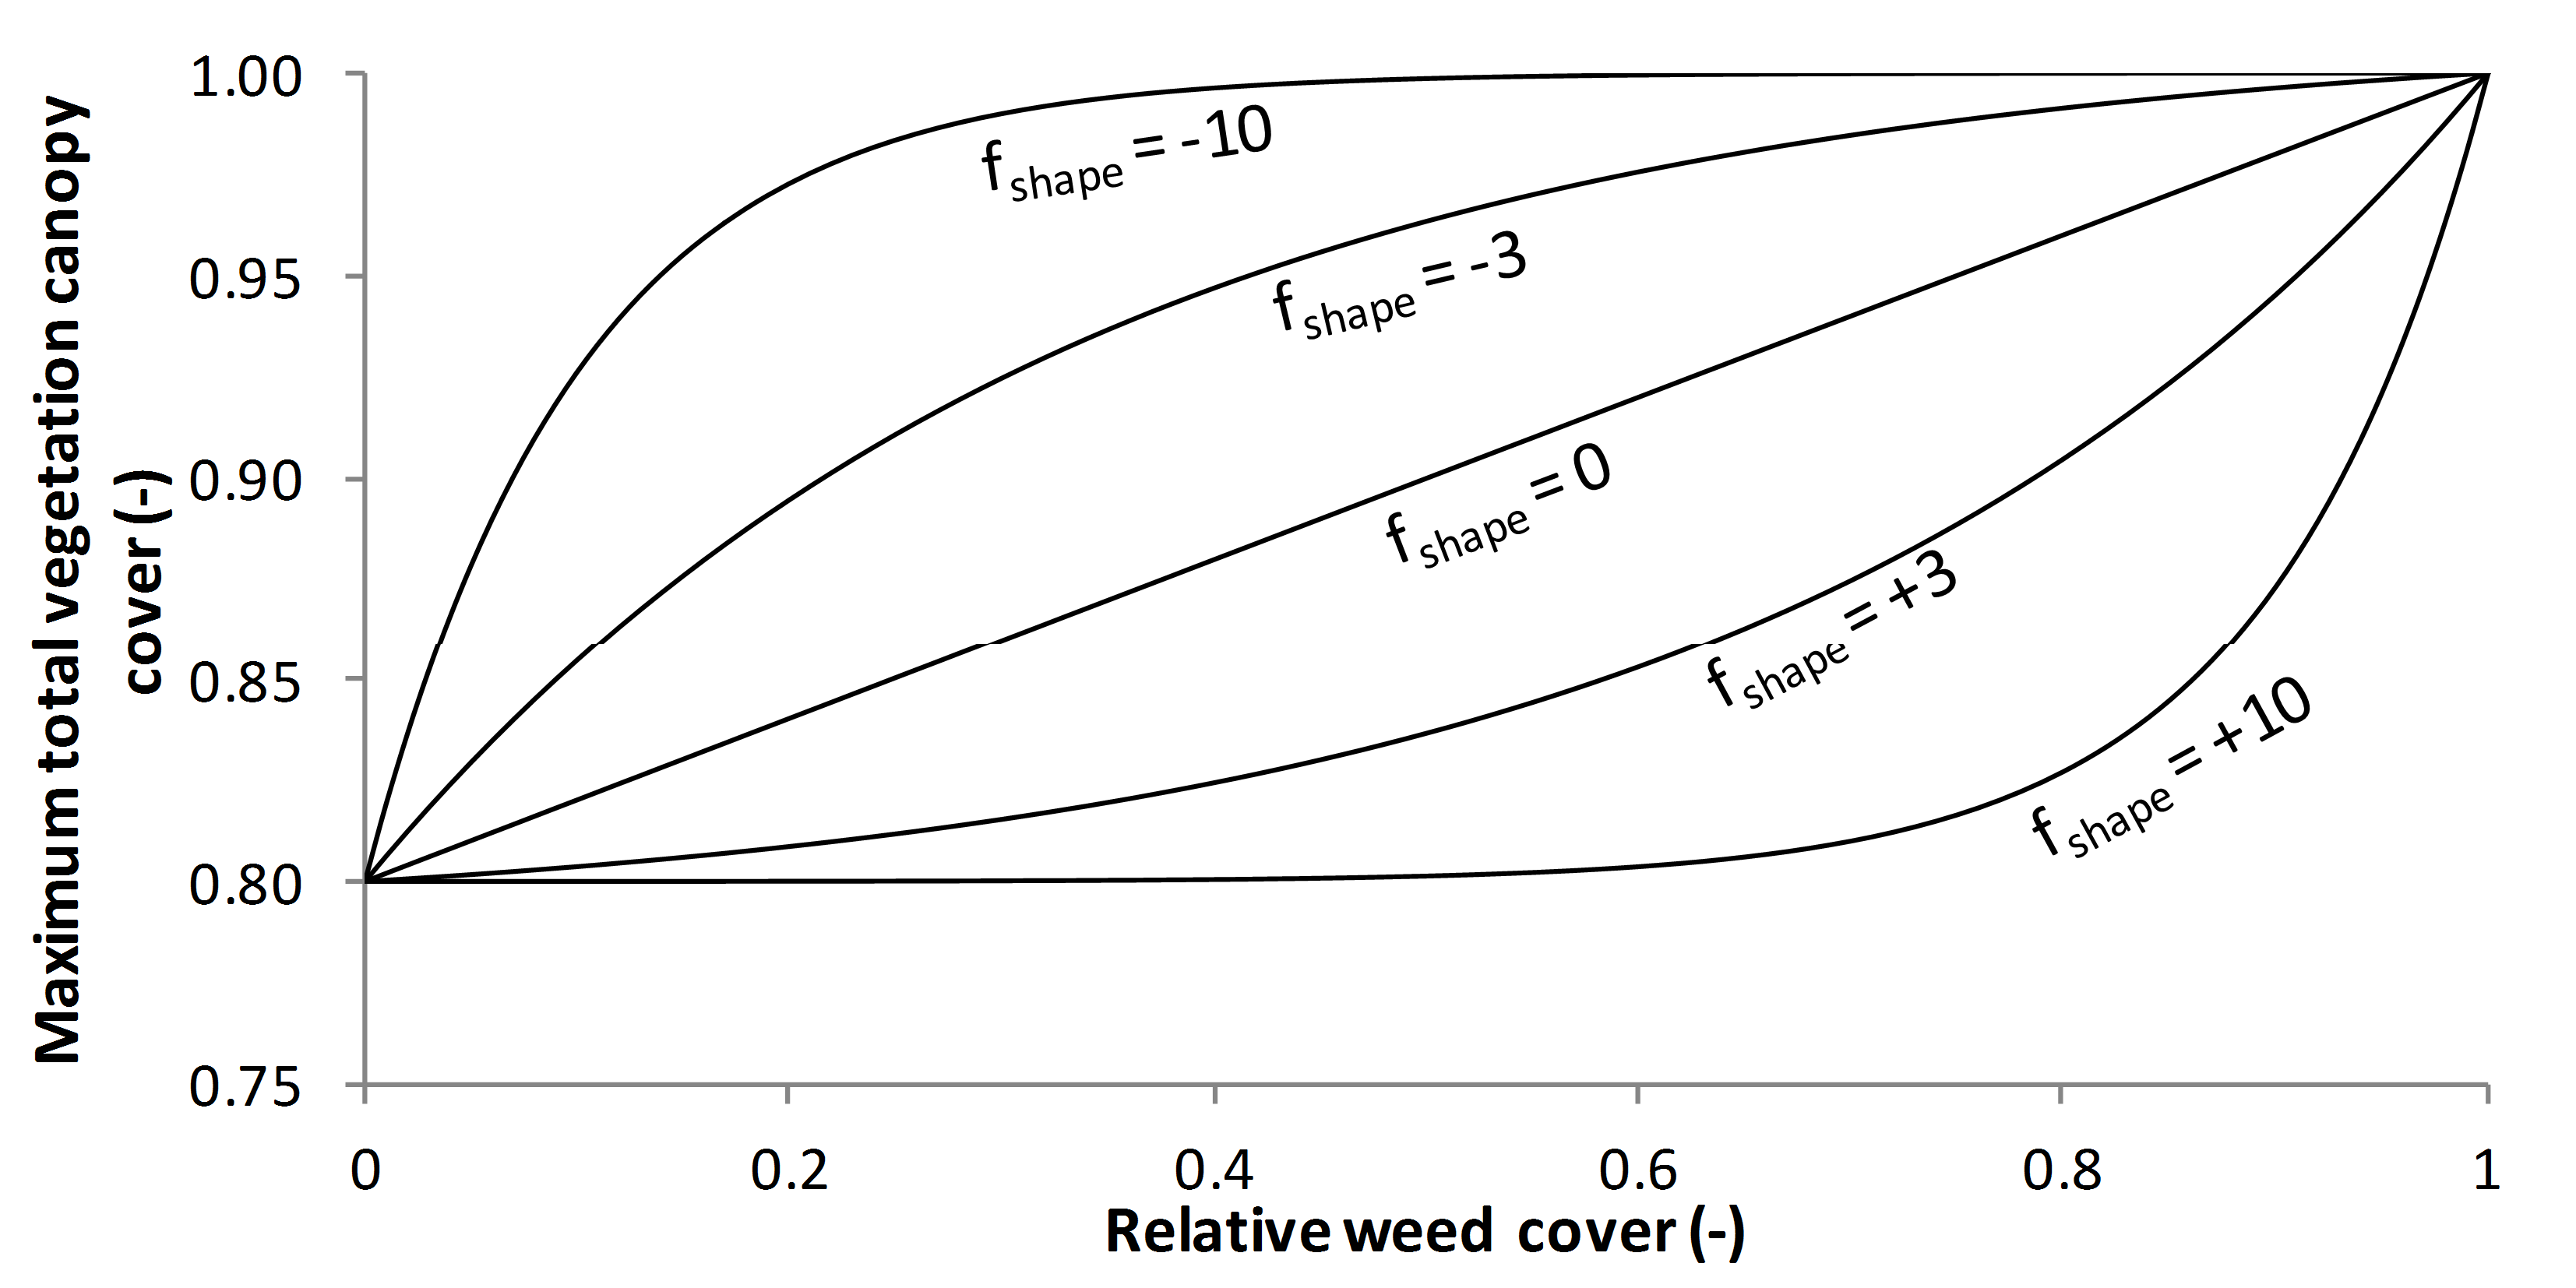 Maximum total vegetation canopy
cover (-)
1.00
0.95
0.90
0.85
0.80
0.75
fshape = -10
fshape = -3
fshape = 0
fshape = +3
fshape = +10
0 0.2 0.4 0.6 0.8 1
Relative weed cover (-)